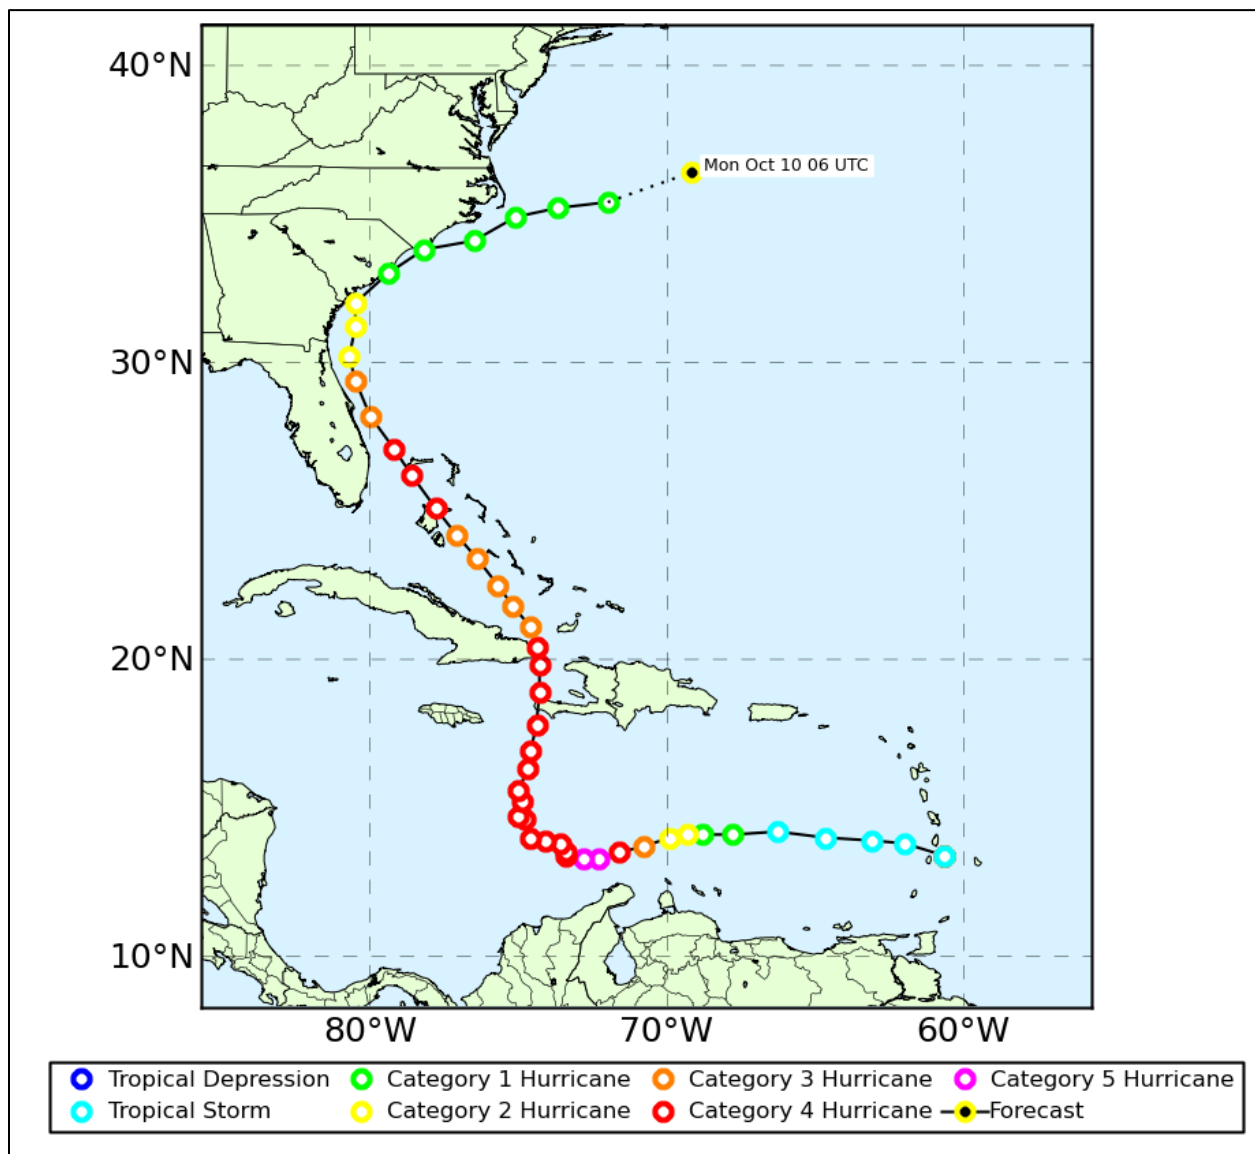 40°N
Mon Oct 10 06 UTC
30°N
20°N
10°N
80°W 70°W 60°W
Tropical Depression Category 1 Hurricane Category 3 Hurricane Category 5 Hurricane
Tropical Storm Category 2 Hurricane Category 4 Hurricane Forecast